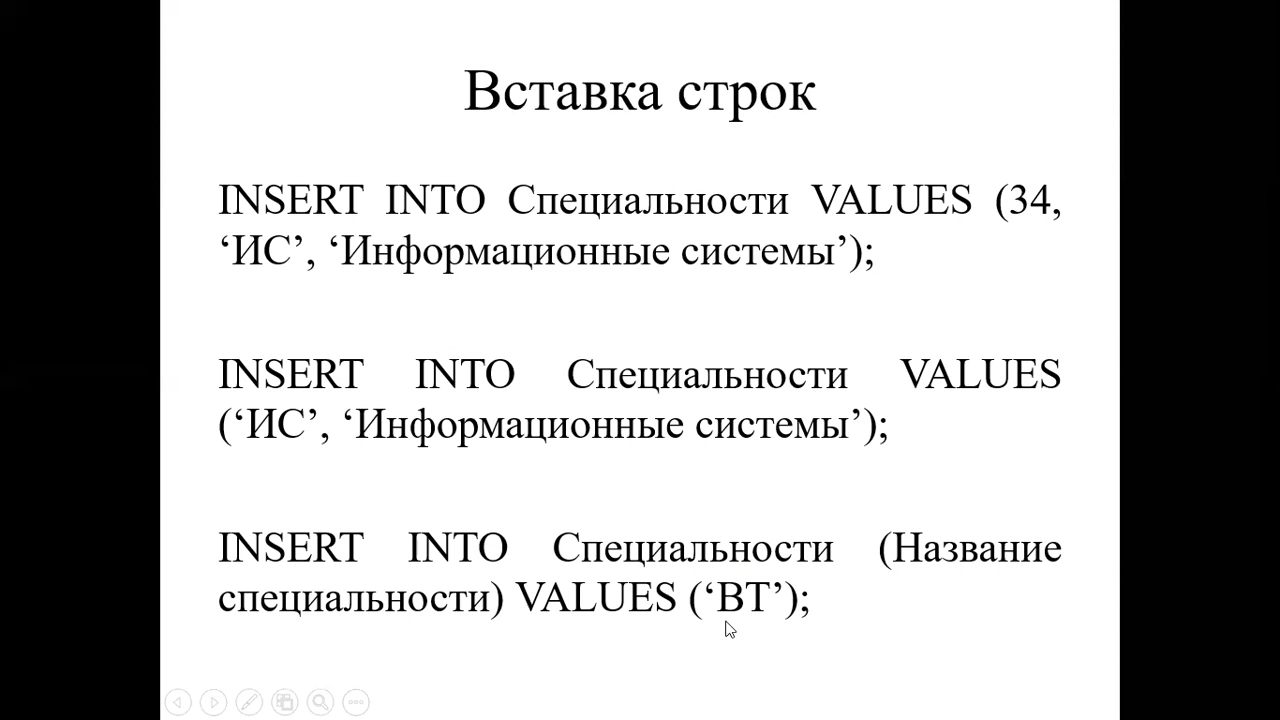 Вставка строк
INSERT INTO Специальности VALUES (34,
‘ИС’, ‘Информационные системы’);
INSERT INTO Специальности VALUES
(‘ИС’, ‘Информационные системы’);
INSERT INTO Специальности (Название
специальности) VALUES (‘ВТ’);